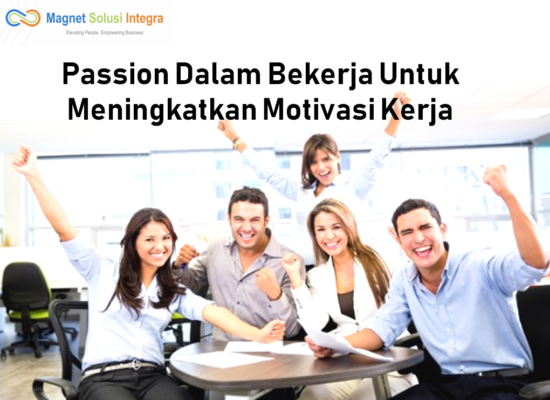 Magnet Solusi Integra
Elevating People. Empowering Business
Passion Dalam Bekerja Untuk
Meningkatkan Motivasi Kerja